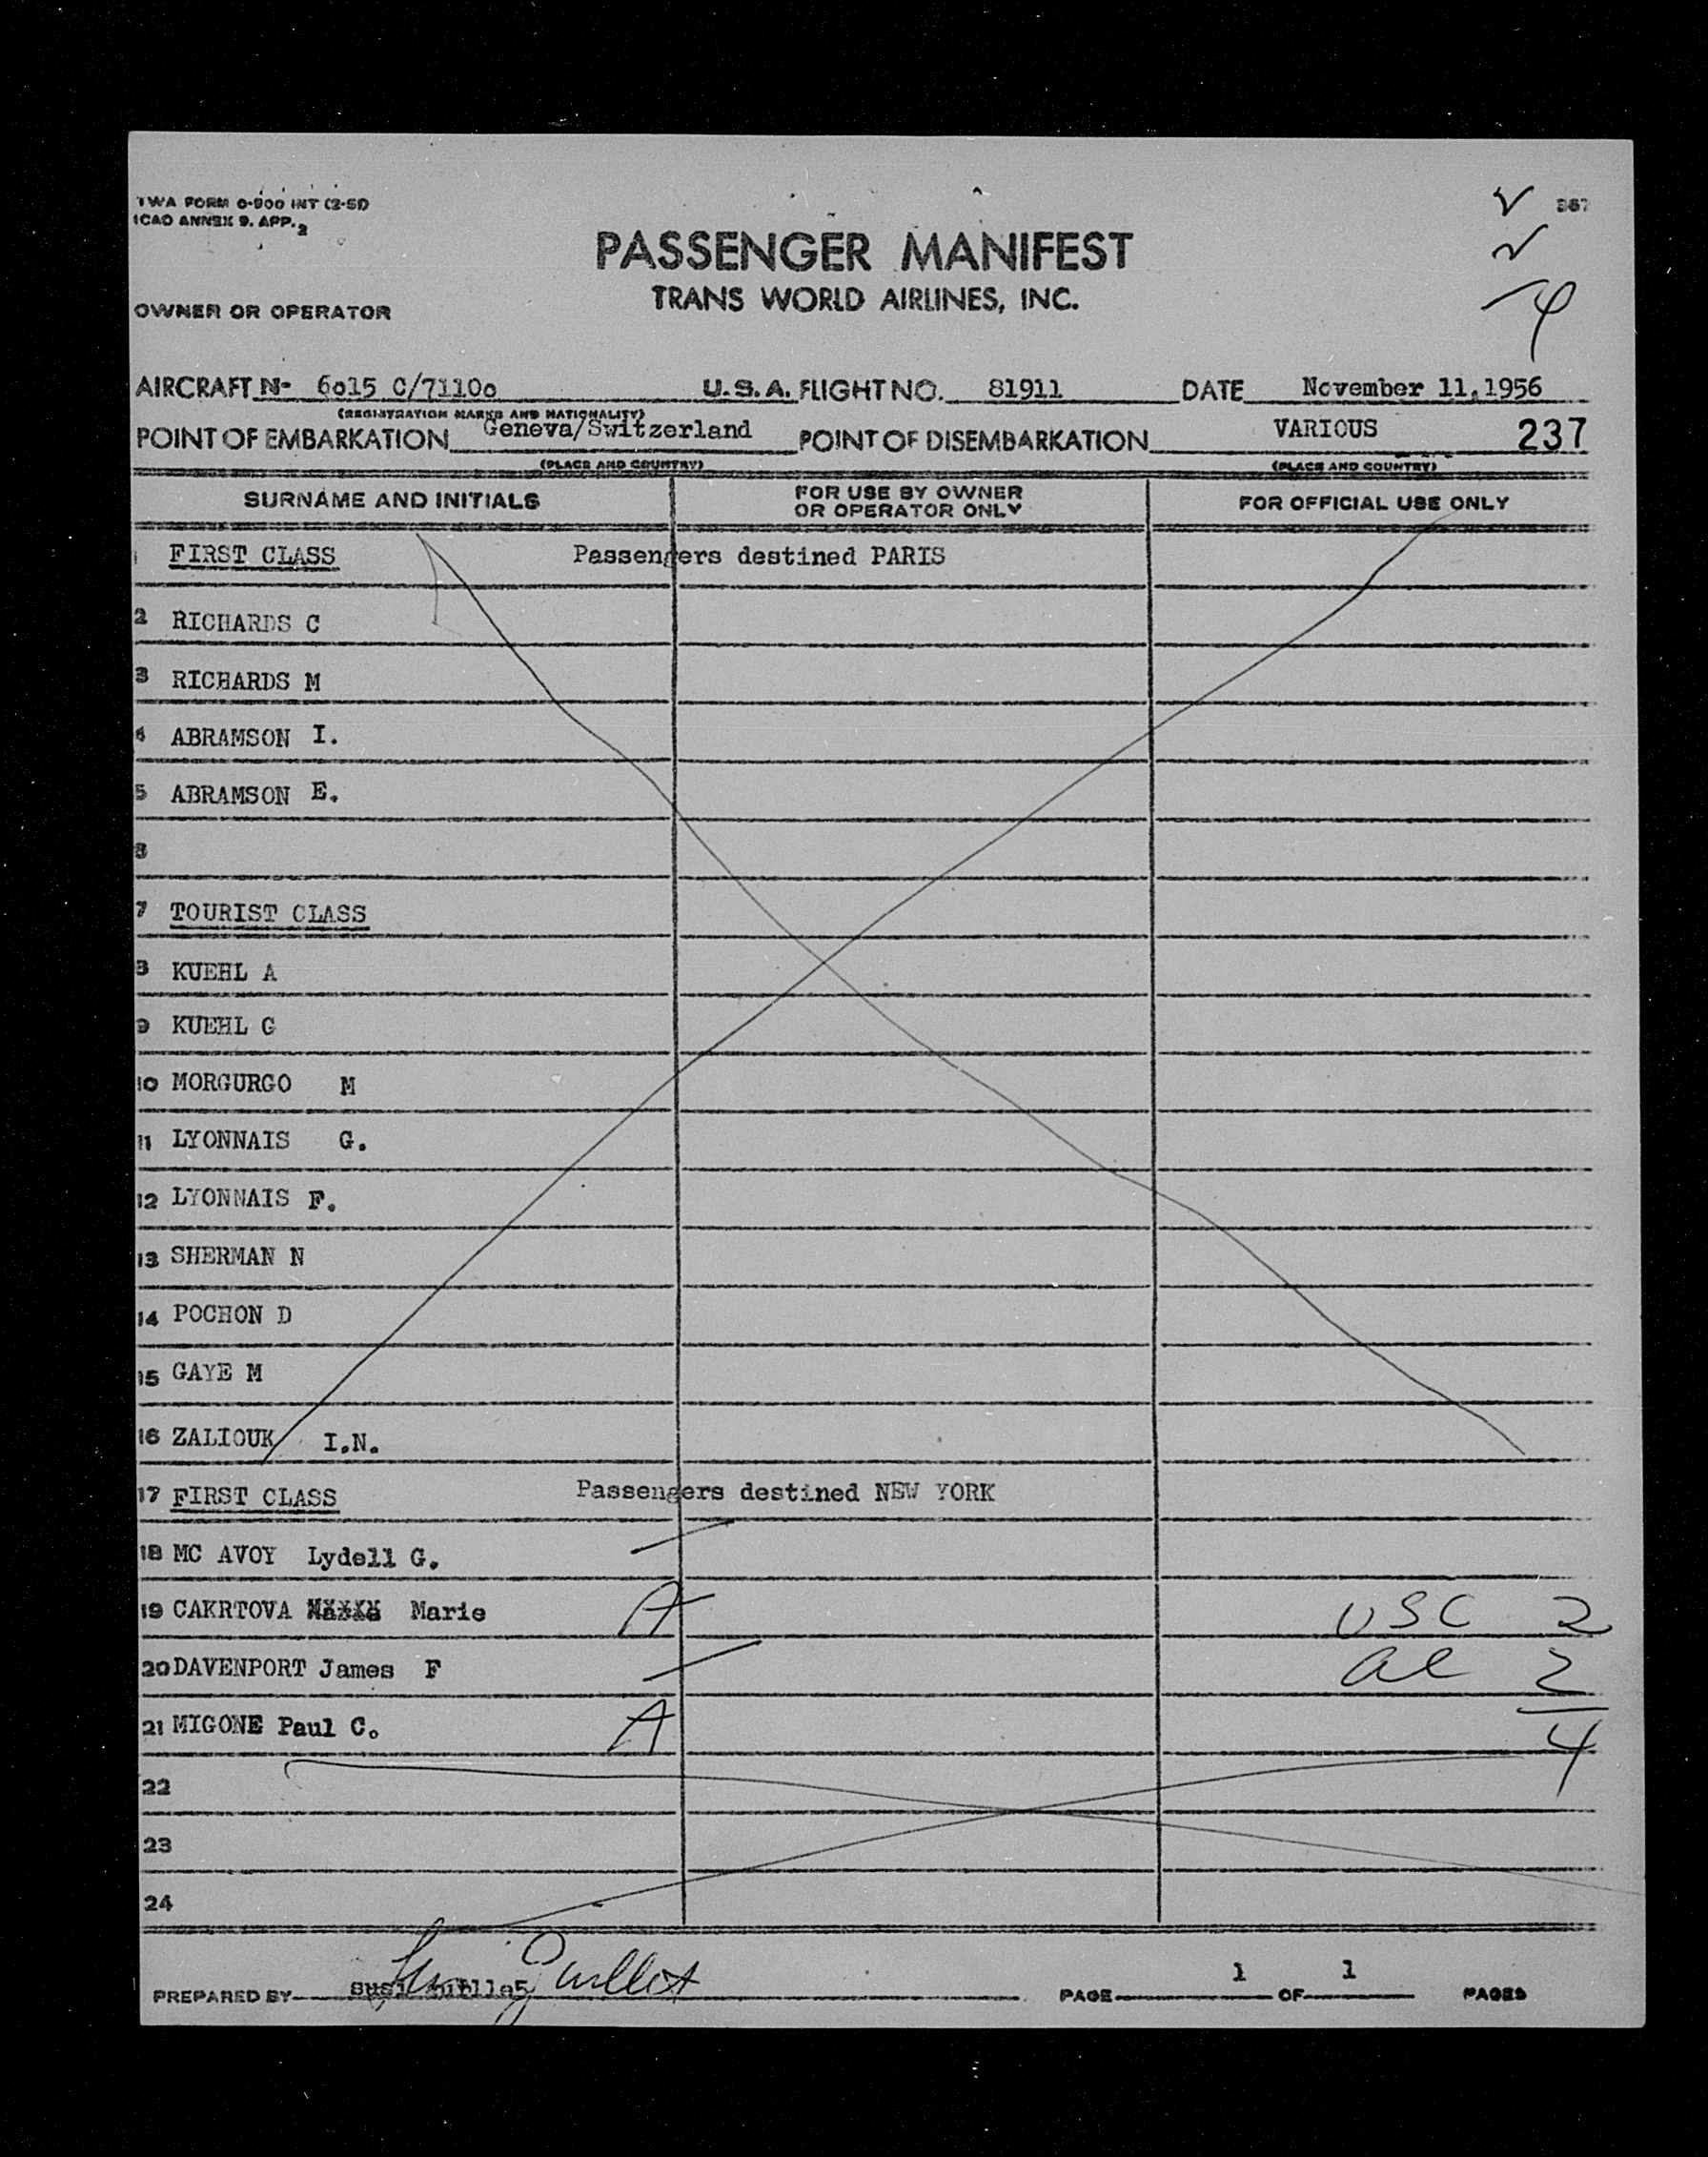 TWA FORM 0-900 INT (2-51)
ICAO ANNEX 9. APP. 2
PASSENGER MANIFEST
TRANS WORLD AIRLINES, INC.
4
OWNER OR OPERATOR
AIRCRAFT N- 6015 C/71100 U.S.A. FLIGHT NO. 81911 DATE November 11,1956
(REGISTRATION MARKS AND NATIONALITY)
POINT OF EMBARKATION Geneva/Switzerland POINT OF DISEMBARKATION VARIOUS 237
(PLACE AND COUNTRY) (PLACE AND COUNTRY)
SURNAME AND INITIALS FOR USE BY OWNER OR OPERATOR ONLY FOR OFFICIAL USE ONLY
1 FIRST CLASS Passengers destined PARIS
2 RICHARDS C
3 RICHARDS M
4 ABRAMSON I.
5 ABRAMSON E.
6
7 TOURIST CLASS
8 KUEHL A
9 KUEHL G
10 MORGURGO M
11 LYONNAIS G.
12 LYONNAIS F.
13 SHERMAN N
14 POCHON D
15 GAYE M
16 ZALIOUK I.N.
17 FIRST CLASS Passengers destined NEW YORK
18 MC AVOY Lydell G.
19 CAKRTOVA Marie A USC 2
20 DAVENPORT James F al 2
21 MIGONE Paul C. A 4
22
23
24
PREPARED BY Susi Guillet PAGE 1 OF 1 PAGES